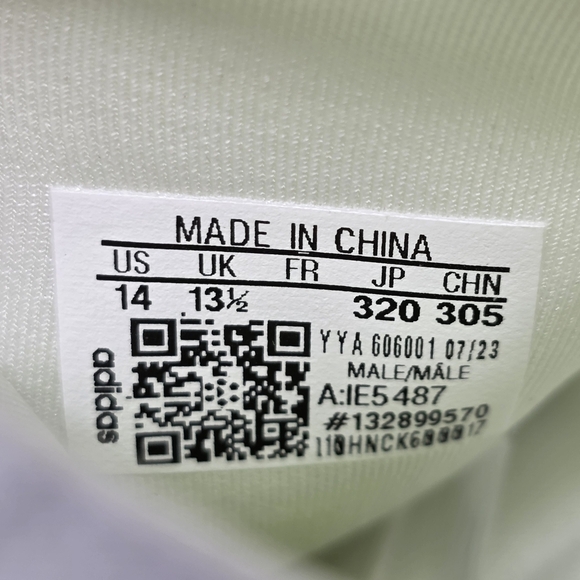 MADE IN CHINA
US UK FR JP CHN
14 13½ 320 305
YYA 606001 07/23
MALE/MÂLE
A:IE5487
#132899570
adidas